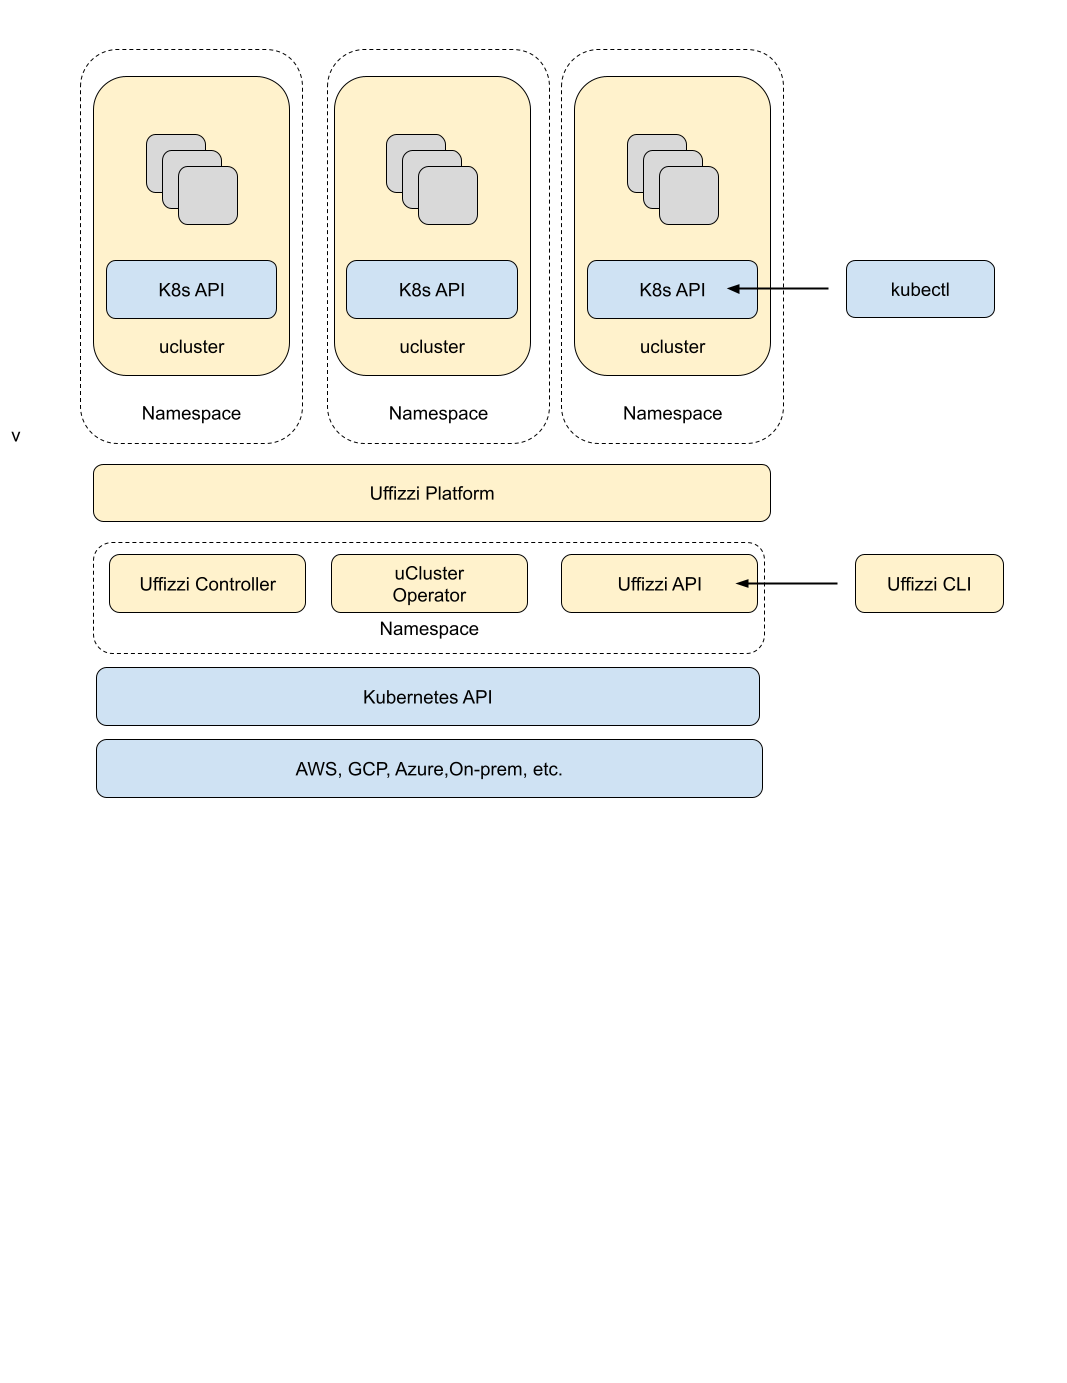 K8s API
K8s API
K8s API
kubectl
ucluster
ucluster
ucluster
Namespace
Namespace
Namespace
v
Uffizzi Platform
Uffizzi Controller
uCluster
Operator
Uffizzi API
Uffizzi CLI
Namespace
Kubernetes API
AWS, GCP, Azure,On-prem, etc.